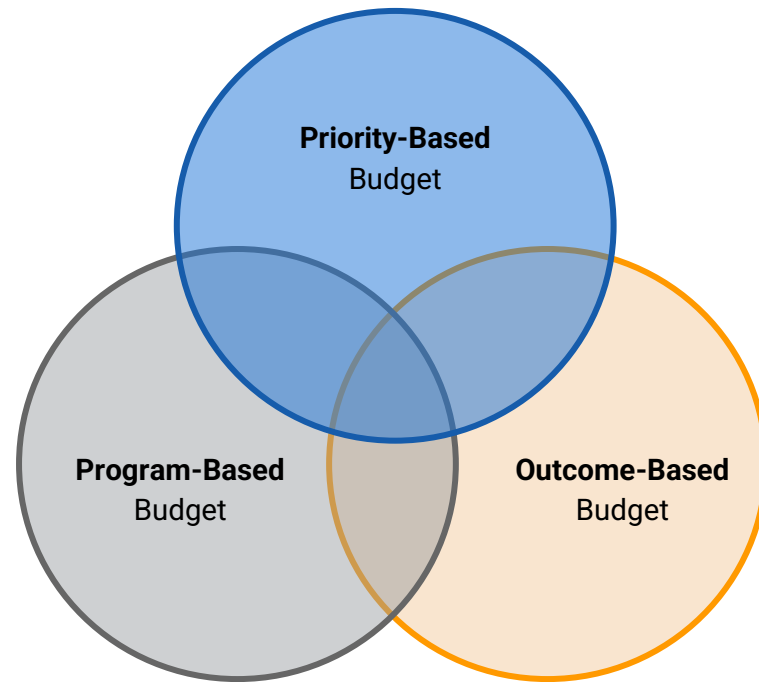 Priority-Based
Budget
Program-Based
Budget
Outcome-Based
Budget